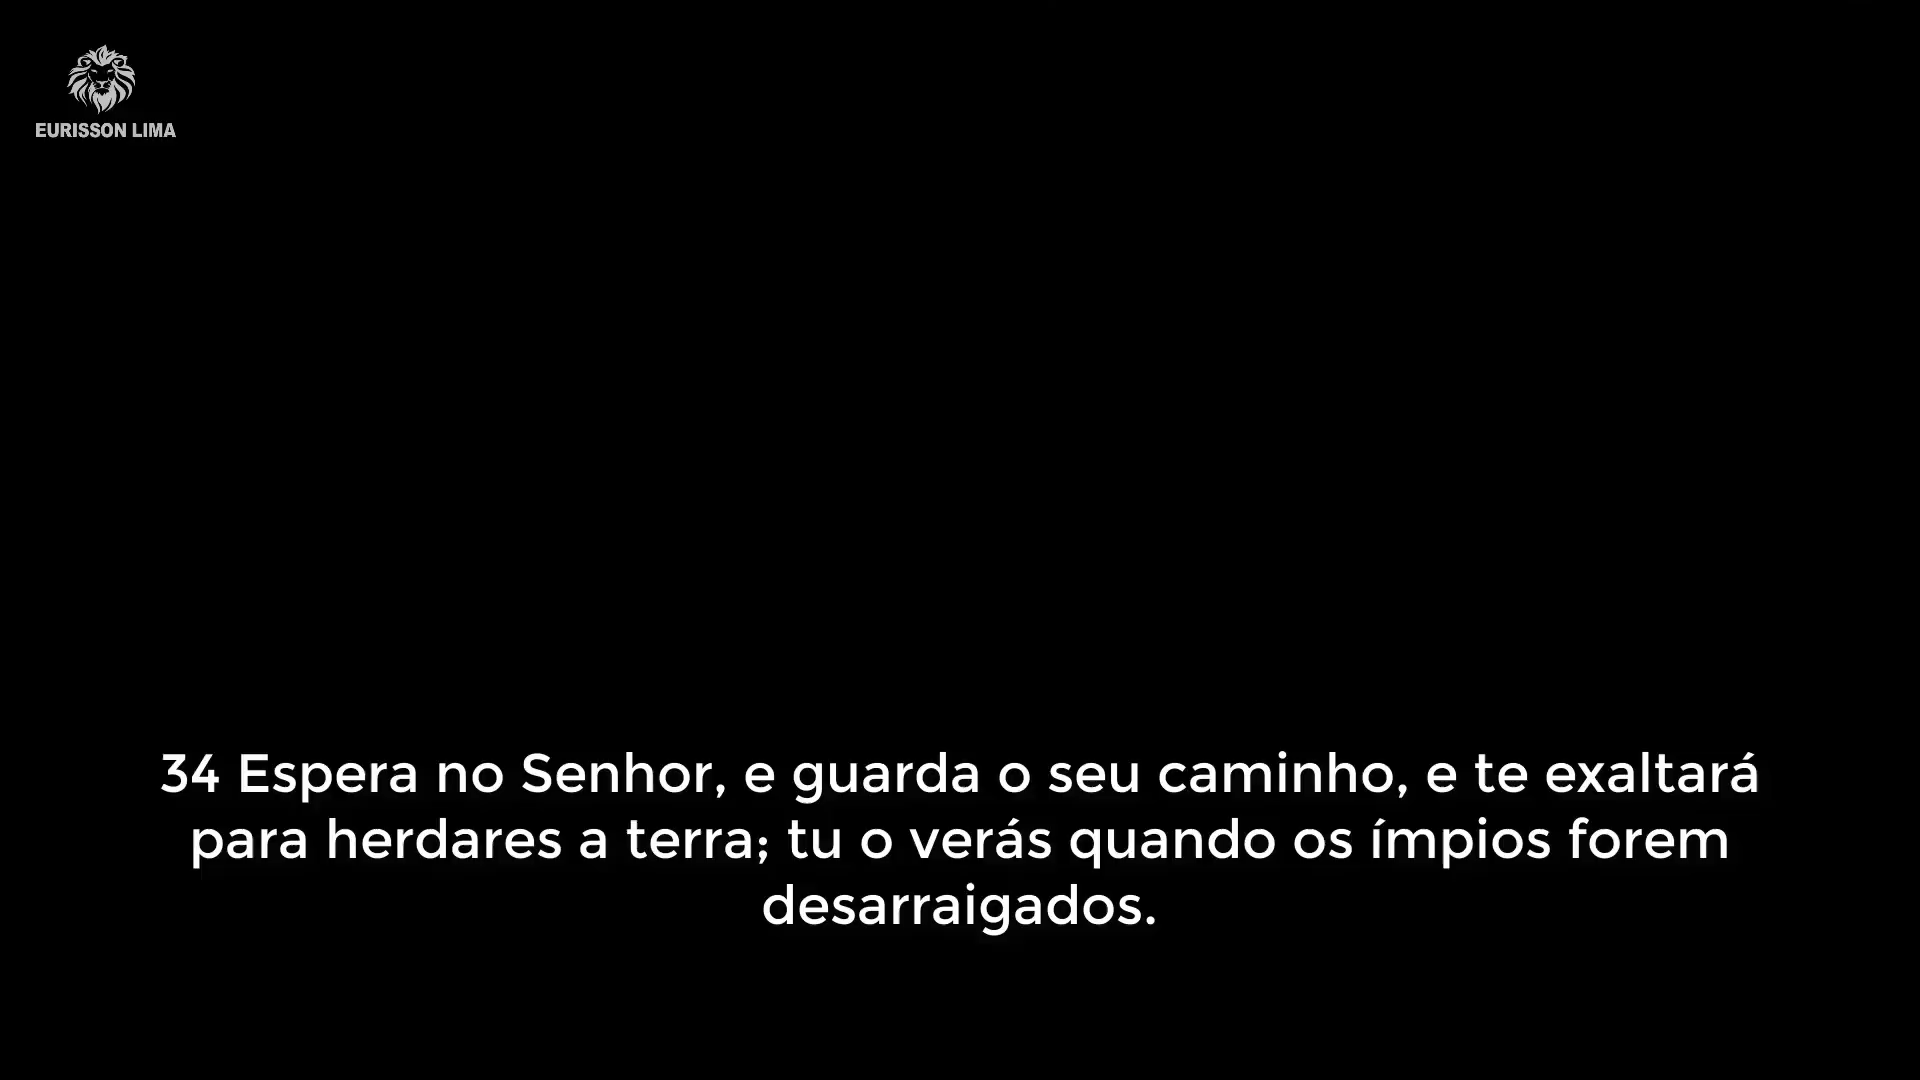 EURISSON LIMA
34 Espera no Senhor, e guarda o seu caminho, e te exaltará
para herdares a terra; tu o verás quando os ímpios forem
desarraigados.